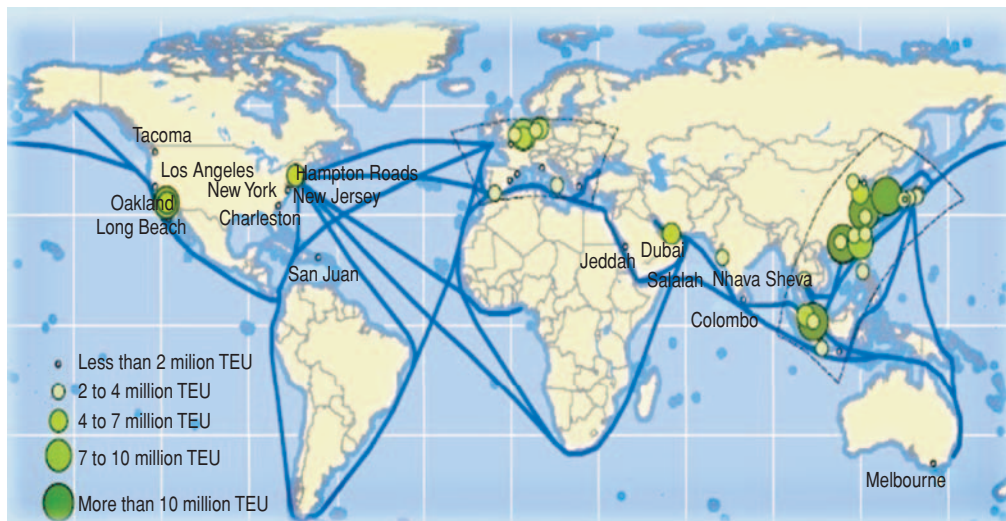 Tacoma
Los Angeles
Hampton Roads
New York
New Jersey
Oakland
Charleston
Long Beach
San Juan
Jeddah
Dubai
Salalah
Nhava Sheva
Colombo
Melbourne
Less than 2 milion TEU
2 to 4 million TEU
4 to 7 million TEU
7 to 10 million TEU
More than 10 million TEU